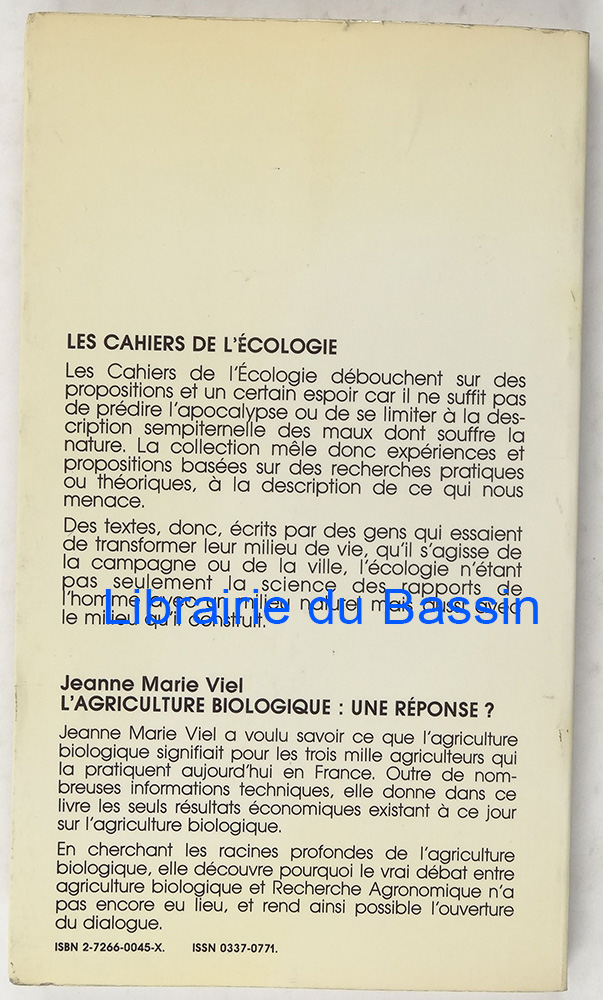 LES CAHIERS DE L'ÉCOLOGIE
Les Cahiers de l'Écologie débouchent sur des
propositions et un certain espoir car il ne suffit pas
de prédire l'apocalypse ou de se limiter à la des-
cription sempiternelle des maux dont souffre la
nature. La collection mêle donc expériences et
propositions basées sur des recherches pratiques
ou théoriques, à la description de ce qui nous
menace.
Des textes, donc, écrits par des gens qui essaient
de transformer leur milieu de vie, qu'il s'agisse de
la campagne ou de la ville, l'écologie n'étant
pas seulement la science des rapports de
l'homme avec un milieu naturel mais aussi avec
le milieu qu'il construit.
Librairie du Bassin
Jeanne Marie Viel
L'AGRICULTURE BIOLOGIQUE : UNE RÉPONSE ?
Jeanne Marie Viel a voulu savoir ce que l'agriculture
biologique signifiait pour les trois mille agriculteurs qui
la pratiquent aujourd'hui en France. Outre de nom-
breuses informations techniques, elle donne dans ce
livre les seuls résultats économiques existant à ce jour
sur l'agriculture biologique.
En cherchant les racines profondes de l'agriculture
biologique, elle découvre pourquoi le vrai débat entre
agriculture biologique et Recherche Agronomique n'a
pas encore eu lieu, et rend ainsi possible l'ouverture
du dialogue.
ISBN 2-7266-0045-X. ISSN 0337-0771.